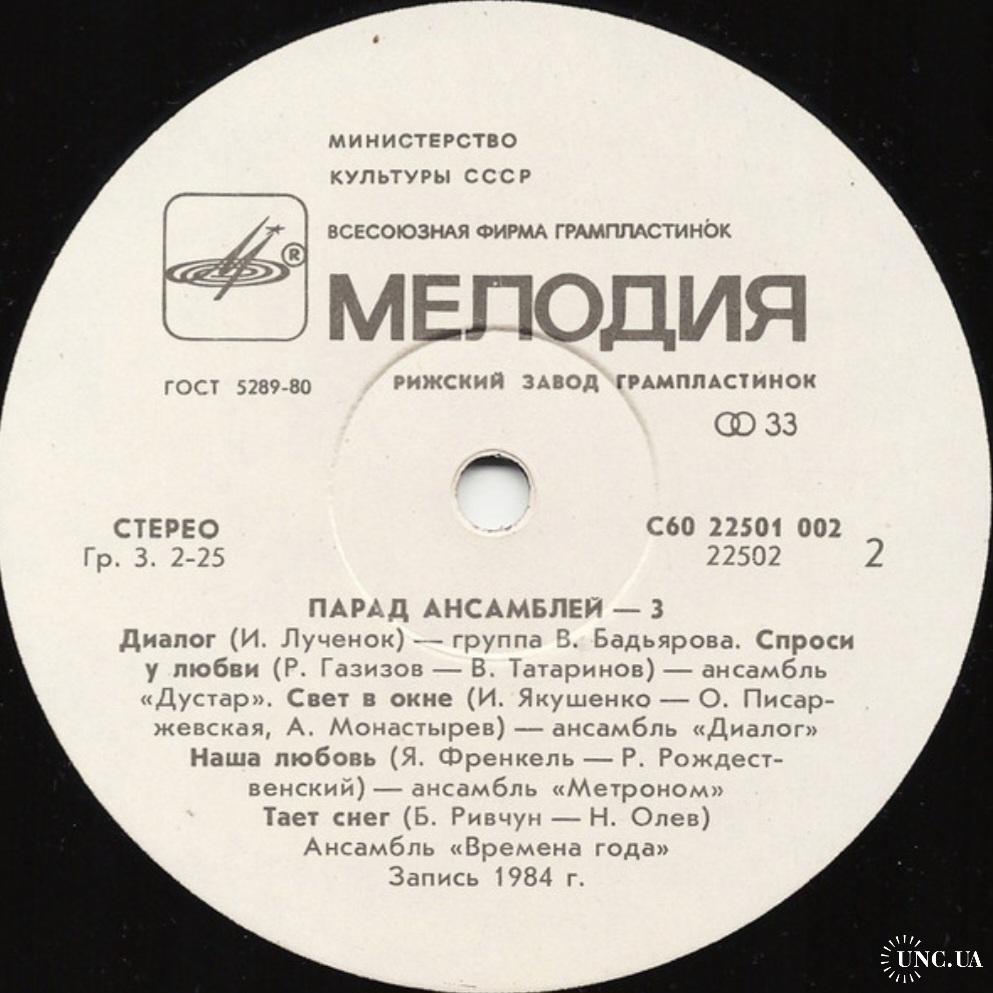 МИНИСТЕРСТВО
КУЛЬТУРЫ СССР
ВСЕСОЮЗНАЯ ФИРМА ГРАМПЛАСТИНОК
®
МЕЛОДИЯ
ГОСТ 5289-80
РИЖСКИЙ ЗАВОД ГРАМПЛАСТИНОК
33
СТЕРЕО
Гр. 3. 2-25
С60 22501 002
22502
2
ПАРАД АНСАМБЛЕЙ — 3
Диалог (И. Лученок) — группа В. Бадьярова. Спроси
у любви (Р. Газизов — В. Татаринов) — ансамбль
«Дустар». Свет в окне (И. Якушенко — О. Писар-
жевская, А. Монастырев) — ансамбль «Диалог»
Наша любовь (Я. Френкель — Р. Рождест-
венский) — ансамбль «Метроном»
Тает снег (Б. Ривчун — Н. Олев)
Ансамбль «Времена года»
Запись 1984 г.
UNC.UA